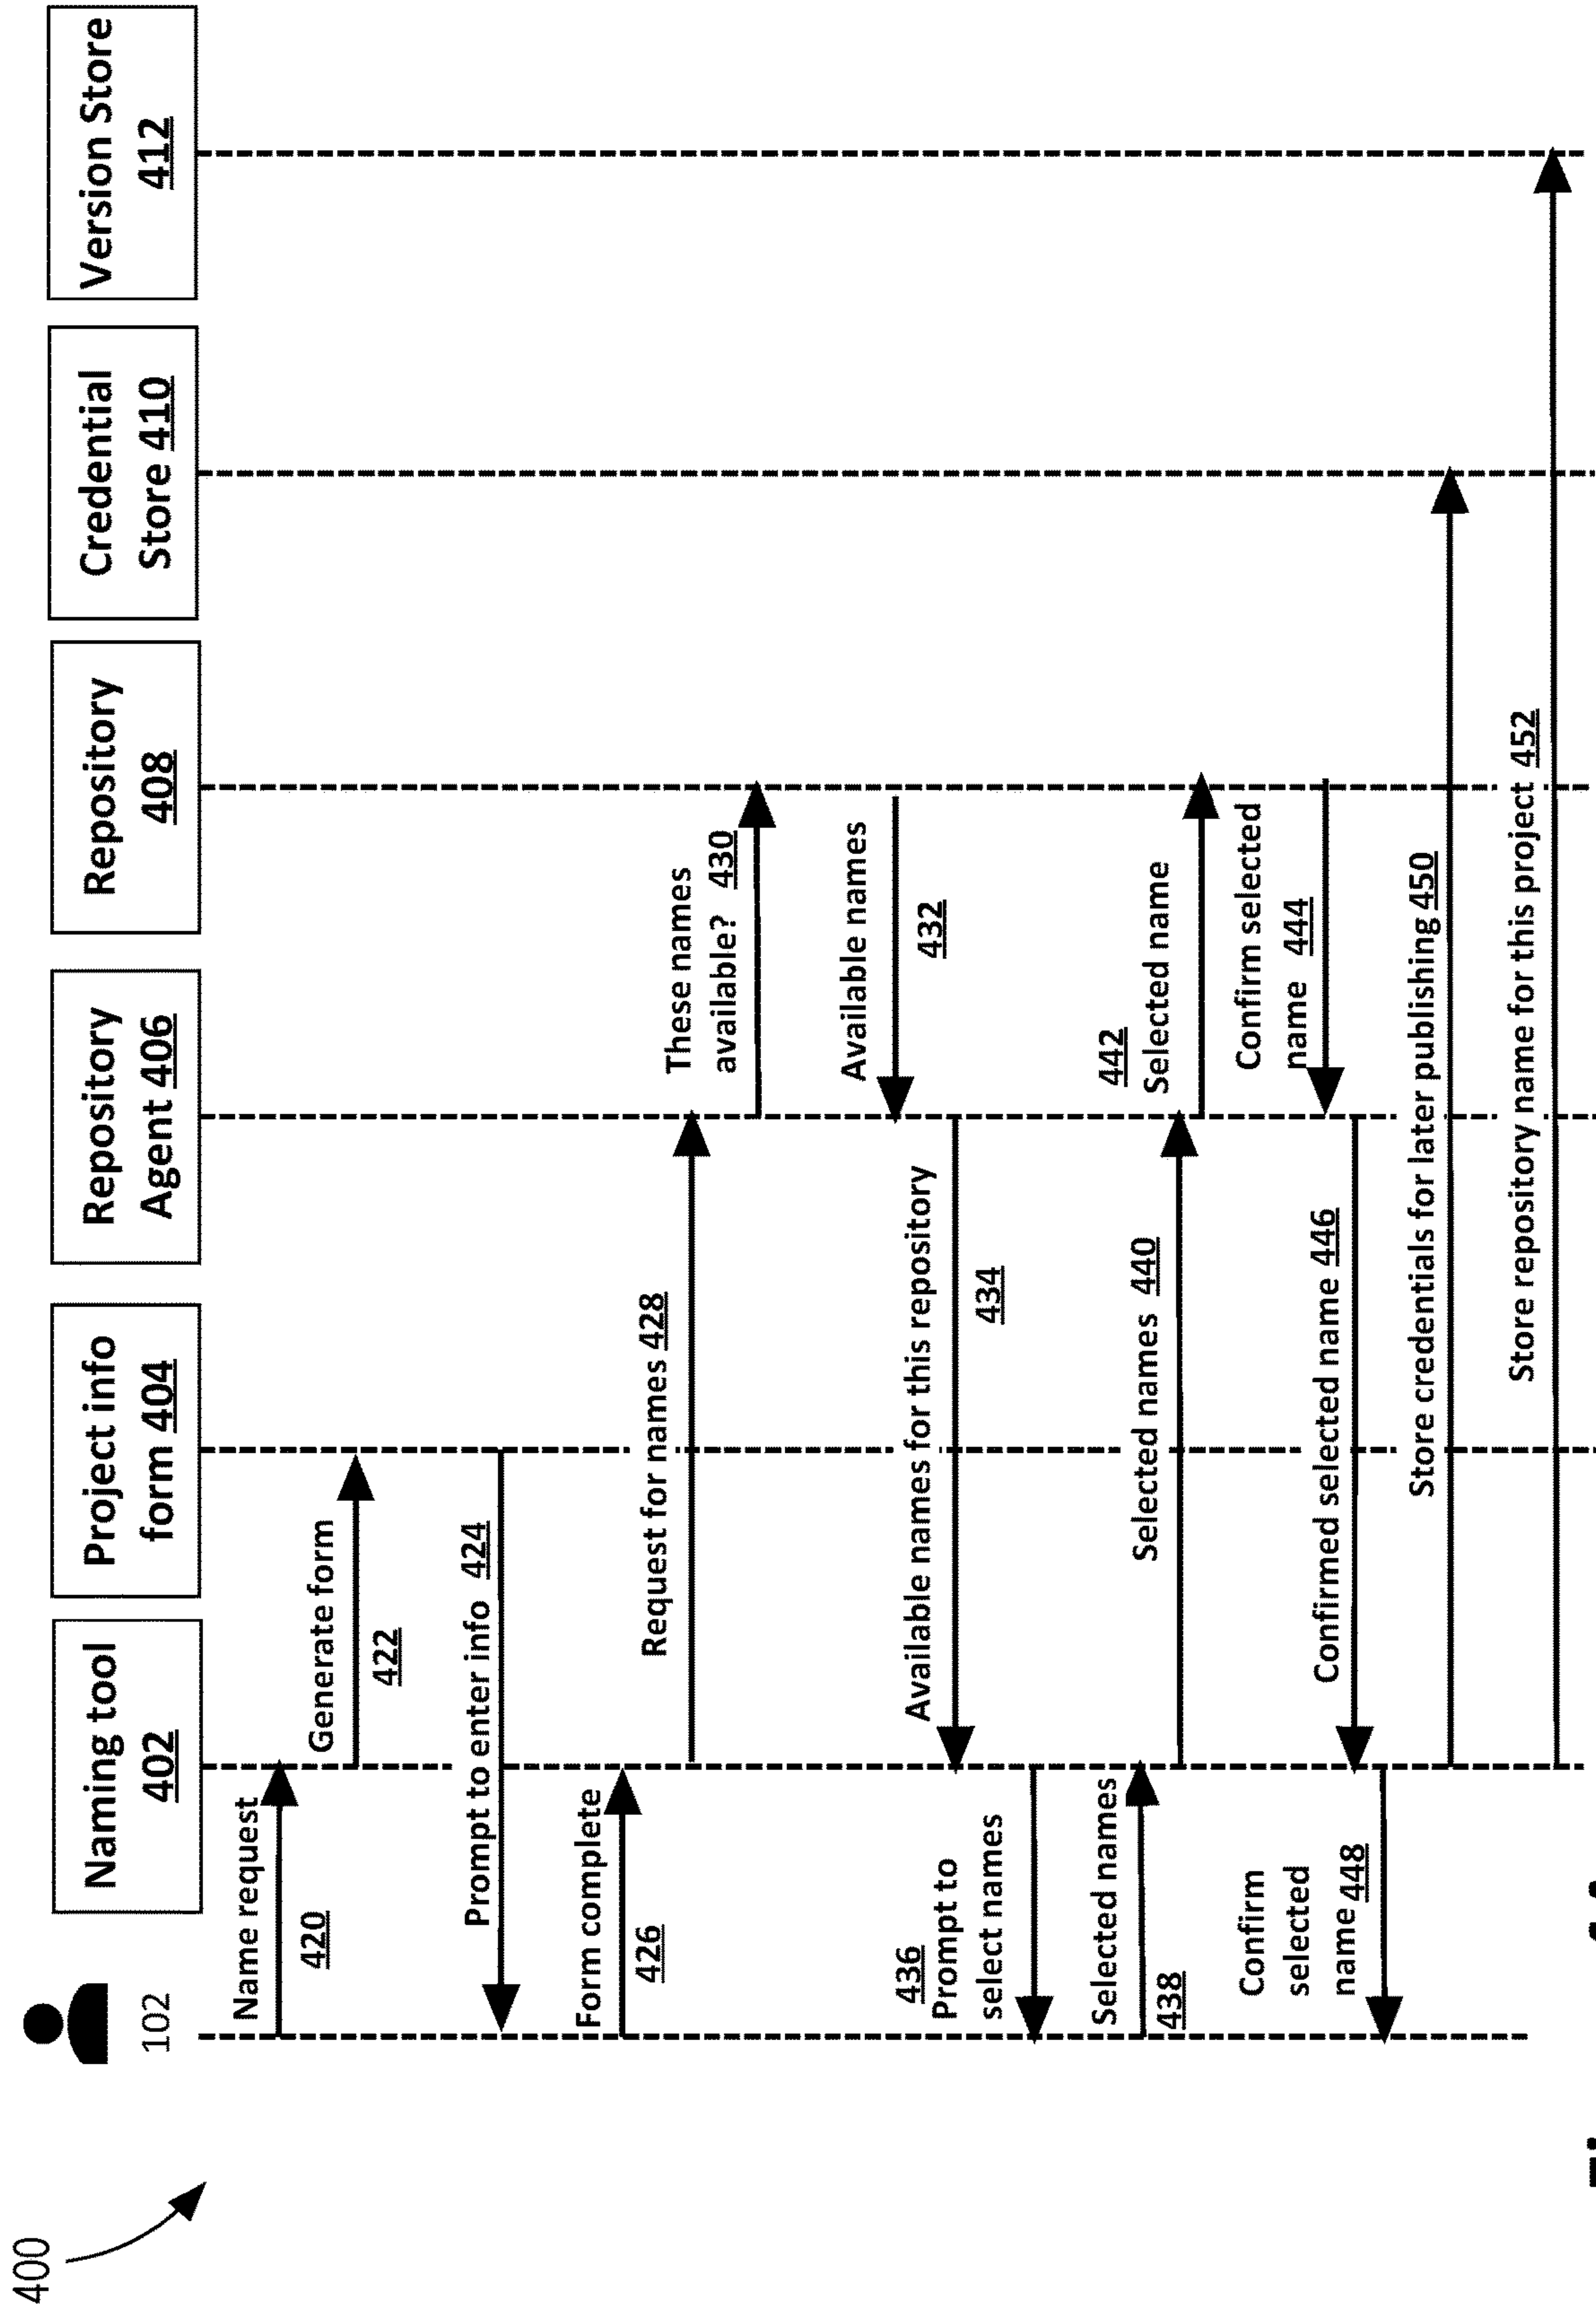 400
102
Naming tool
402
Project info
form 404
Repository
Agent 406
Repository
408
Credential
Store 410
Version Store
412
Name request
420
Generate form
422
Prompt to enter info 424
Form complete
426
Request for names 428
These names
available? 430
Available names
432
Available names for this repository
434
436
Prompt to
select names
Selected names
438
Selected names 440
442
Selected name
Confirm selected
name 444
Confirmed selected name 446
Confirm
selected
name 448
Store credentials for later publishing 450
Store repository name for this project 452